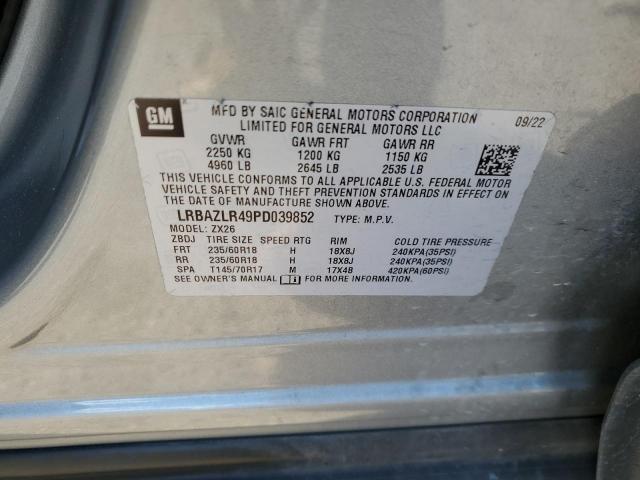 GM
MFD BY SAIC GENERAL MOTORS CORPORATION
LIMITED FOR GENERAL MOTORS LLC
09/22
GVWR GAWR FRT GAWR RR
2250 KG 1200 KG 1150 KG
4960 LB 2645 LB 2535 LB
THIS VEHICLE CONFORMS TO ALL APPLICABLE U.S. FEDERAL MOTOR
VEHICLE SAFETY AND THEFT PREVENTION STANDARDS IN EFFECT ON
THE DATE OF MANUFACTURE SHOWN ABOVE.
LRBAZLR49PD039852 TYPE: M.P.V.
MODEL: ZX26
ZBDJ TIRE SIZE SPEED RTG RIM COLD TIRE PRESSURE
FRT 235/60R18 H 18X8J 240KPA(35PSI)
RR 235/60R18 H 18X8J 240KPA(35PSI)
SPA T145/70R17 M 17X4B 420KPA(60PSI)
SEE OWNER'S MANUAL FOR MORE INFORMATION.